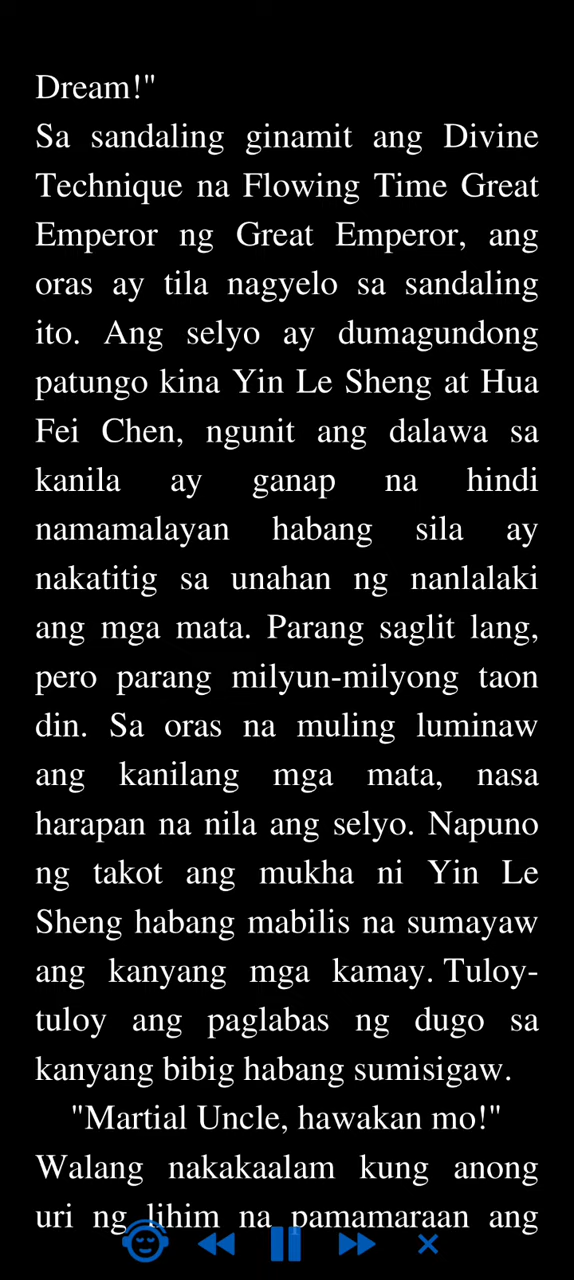 Dream!"
Sa sandaling ginamit ang Divine
Technique na Flowing Time Great
Emperor ng Great Emperor, ang
oras ay tila nagyelo sa sandaling
ito. Ang selyo ay dumagundong
patungo kina Yin Le Sheng at Hua
Fei Chen, ngunit ang dalawa sa
kanila ay ganap na hindi
namamalayan habang sila ay
nakatitig sa unahan ng nanlalaki
ang mga mata. Parang saglit lang,
pero parang milyun-milyong taon
din. Sa oras na muling luminaw
ang kanilang mga mata, nasa
harapan na nila ang selyo. Napuno
ng takot ang mukha ni Yin Le
Sheng habang mabilis na sumayaw
ang kanyang mga kamay. Tuloy-
tuloy ang paglabas ng dugo sa
kanyang bibig habang sumisigaw.
"Martial Uncle, hawakan mo!"
Walang nakakaalam kung anong
uri ng lihim na pamamaraan ang